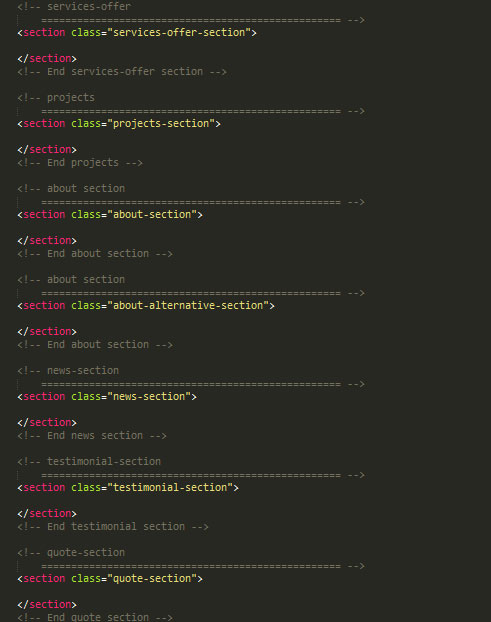 <!-- services-offer
================================================== -->
<section class="services-offer-section">
</section>
<!-- End services-offer section -->
<!-- projects
================================================== -->
<section class="projects-section">
</section>
<!-- End projects -->
<!-- about section
================================================== -->
<section class="about-section">
</section>
<!-- End about section -->
<!-- about section
================================================== -->
<section class="about-alternative-section">
</section>
<!-- End about section -->
<!-- news-section
================================================== -->
<section class="news-section">
</section>
<!-- End news section -->
<!-- testimonial-section
================================================== -->
<section class="testimonial-section">
</section>
<!-- End testimonial section -->
<!-- quote-section
================================================== -->
<section class="quote-section">
</section>
<!-- End quote section -->